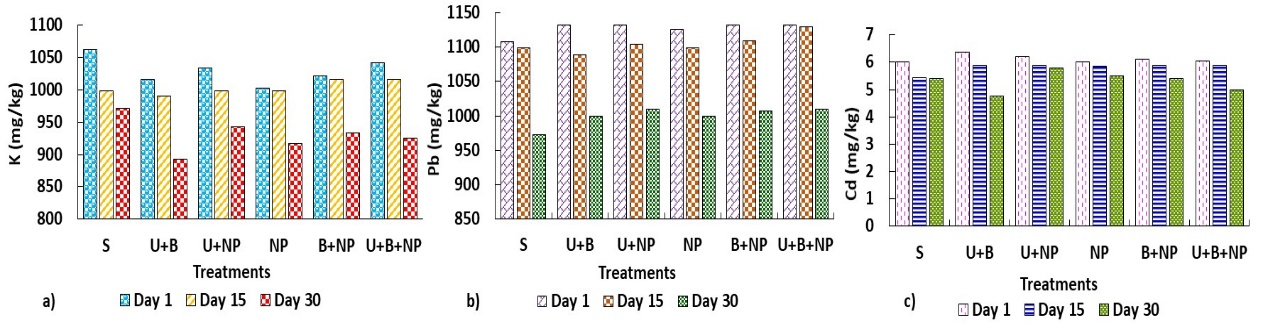 K (mg/kg)
1100
1050
1000
950
900
850
800
S U+B U+NP NP B+NP U+B+NP
Treatments
a)
Day 1 Day 15 Day 30
Pb (mg/kg)
1150
1100
1050
1000
950
900
850
S U+B U+NP NP B+NP U+B+NP
Treatments
b)
Day 1 Day 15 Day 30
Cd (mg/kg)
7
6
5
4
3
2
1
0
S U+B U+NP NP B+NP U+B+NP
Treatments
c)
Day 1 Day 15 Day 30